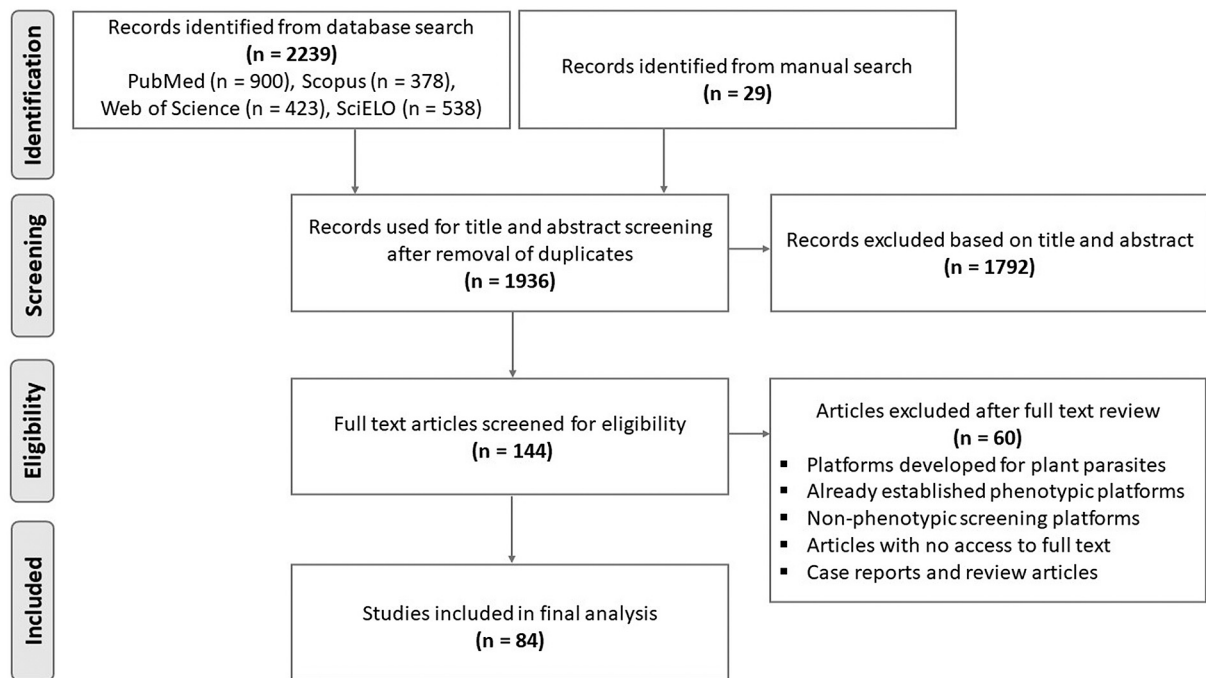 Identification
Records identified from database search
(n = 2239)
PubMed (n = 900), Scopus (n = 378),
Web of Science (n = 423), SciELO (n = 538)
Records identified from manual search
(n = 29)
Screening
Records used for title and abstract screening
after removal of duplicates
(n = 1936)
Records excluded based on title and abstract
(n = 1792)
Eligibility
Full text articles screened for eligibility
(n = 144)
Articles excluded after full text review
(n = 60)
▪ Platforms developed for plant parasites
▪ Already established phenotypic platforms
▪ Non-phenotypic screening platforms
▪ Articles with no access to full text
▪ Case reports and review articles
Included
Studies included in final analysis
(n = 84)